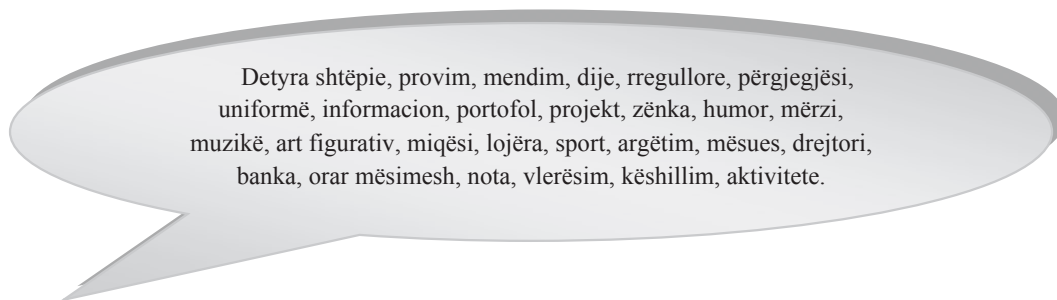 Detyra shtëpie, provim, mendim, dije, rregullore, përgjegjësi,
uniformë, informacion, portofol, projekt, zënka, humor, mërzi,
muzikë, art figurativ, miqësi, lojëra, sport, argëtim, mësues, drejtori,
banka, orar mësimesh, nota, vlerësim, këshillim, aktivitete.